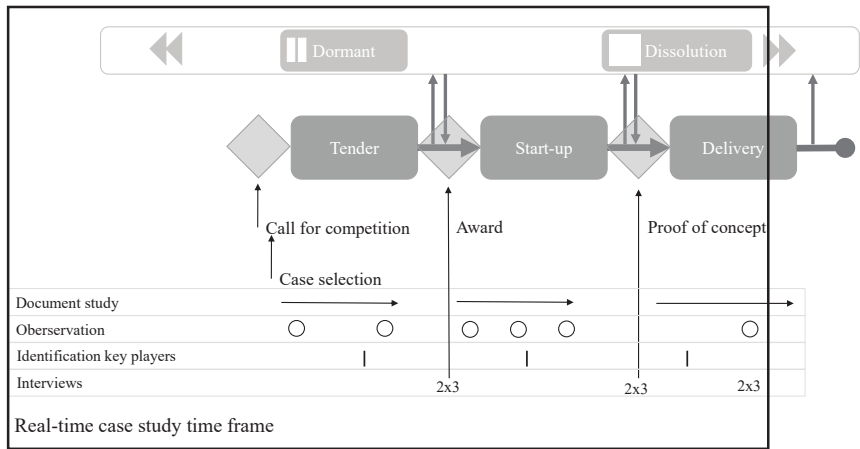 Dormant
Dissolution
Tender
Start-up
Delivery
Call for competition
Award
Proof of concept
Case selection
Document study
Oberservation
Identification key players
Interviews
2x3
2x3
2x3
Real-time case study time frame